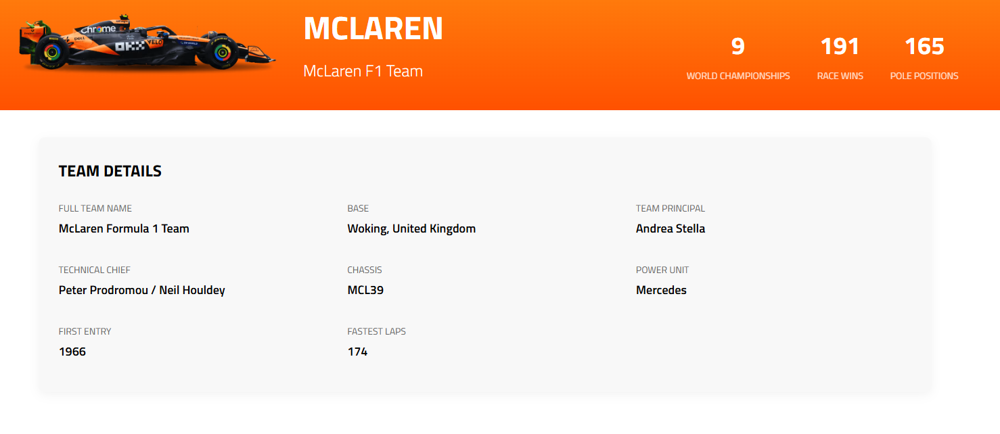 MCLAREN
McLaren F1 Team
9
WORLD CHAMPIONSHIPS
191
RACE WINS
165
POLE POSITIONS
chrome
DELL
OKX
VELO
TEAM DETAILS
FULL TEAM NAME
McLaren Formula 1 Team
BASE
Woking, United Kingdom
TEAM PRINCIPAL
Andrea Stella
TECHNICAL CHIEF
Peter Prodromou / Neil Houldey
CHASSIS
MCL39
POWER UNIT
Mercedes
FIRST ENTRY
1966
FASTEST LAPS
174